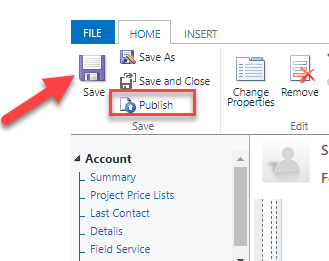 FILE HOME INSERT
Save
Save As
Save and Close
Publish
Save
Change Properties
Remove
Edit
Account
Summary
Project Price Lists
Last Contact
Details
Field Service
S
F